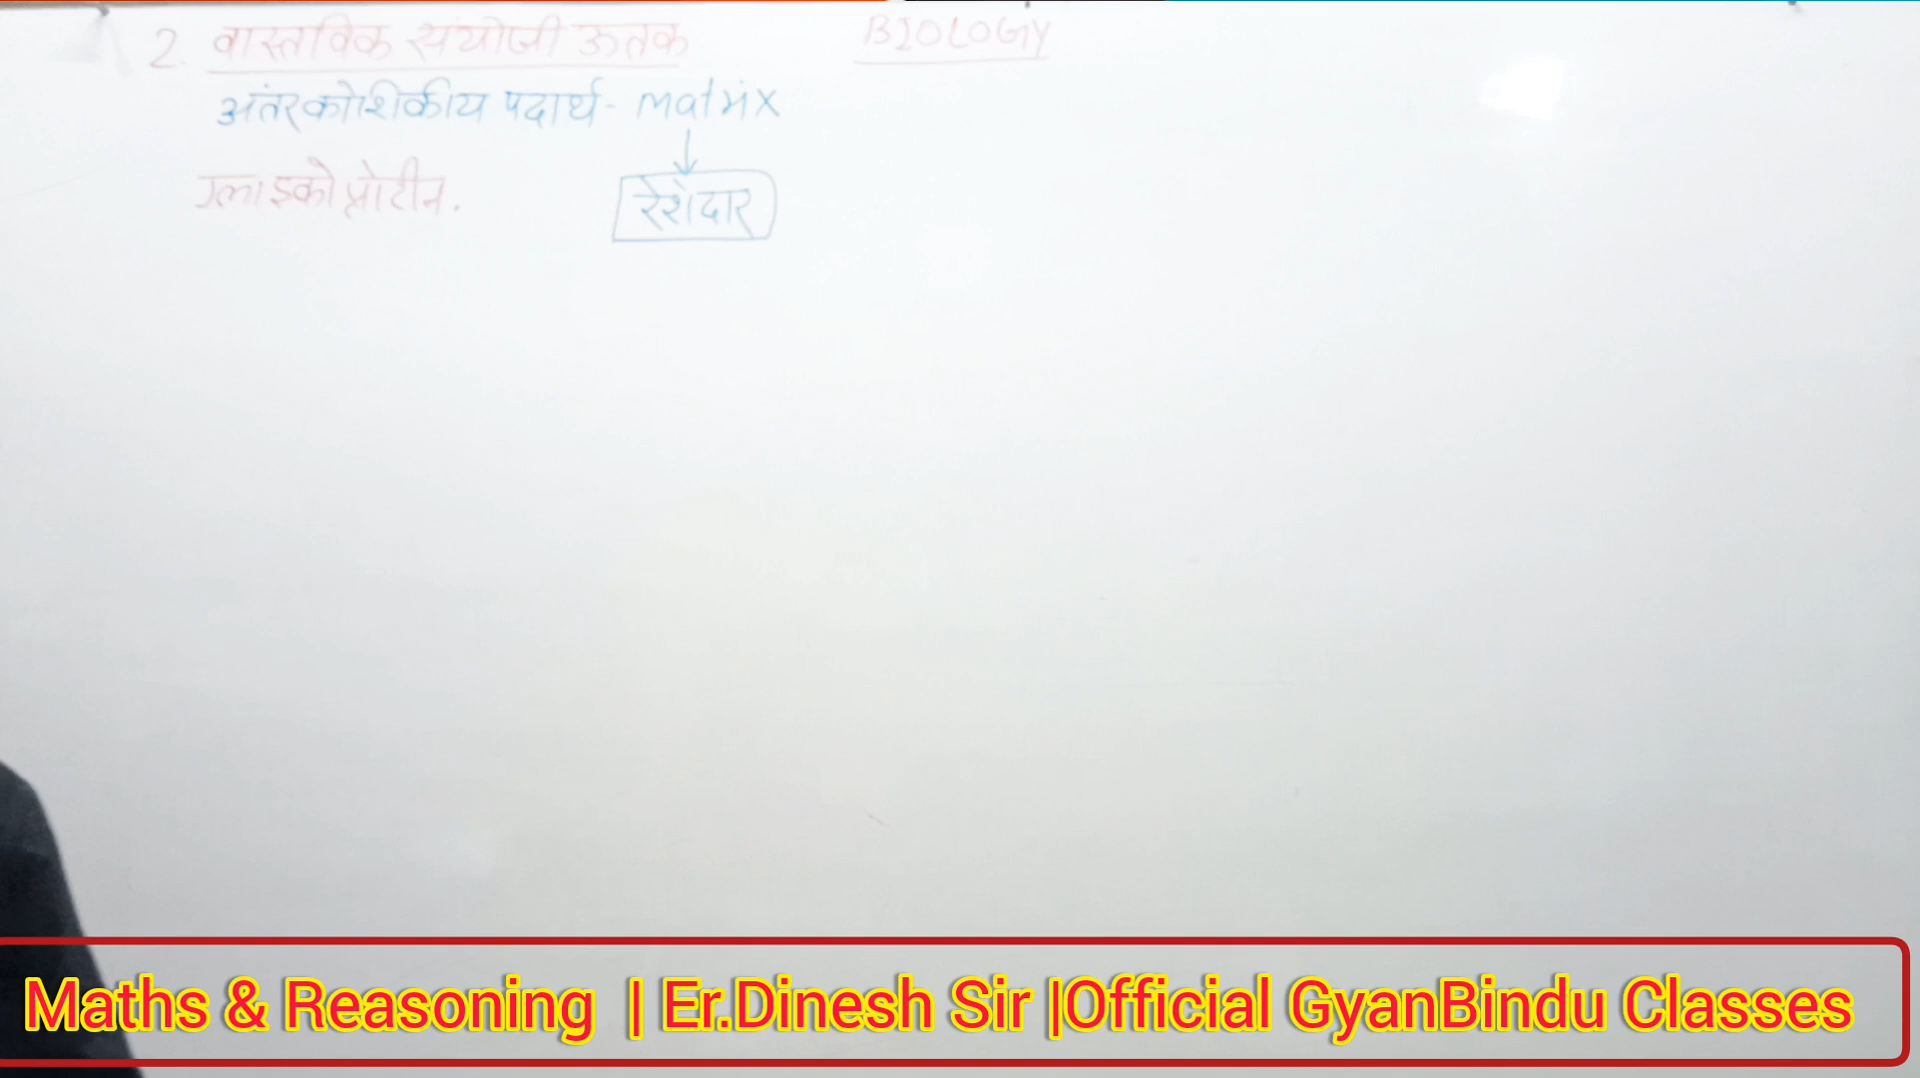 2. वास्तविक संयोजी ऊतक
BIOLOGY
अंतरकोशिकीय पदार्थ - matrix
ग्लाइकोप्रोटीन.
रेशेदार
Maths & Reasoning | Er.Dinesh Sir |Official GyanBindu Classes